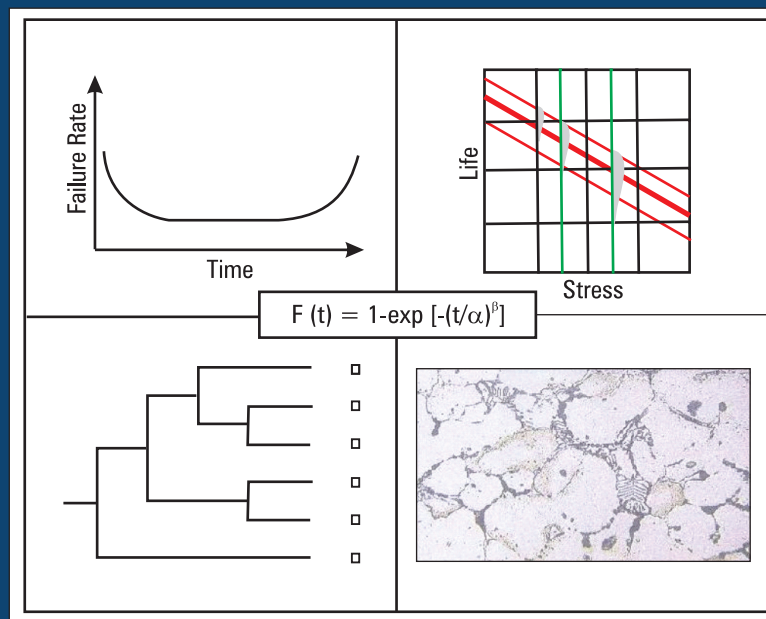 Failure Rate
Time
Life
Stress
F (t) = 1-exp [-(t/α)^β]